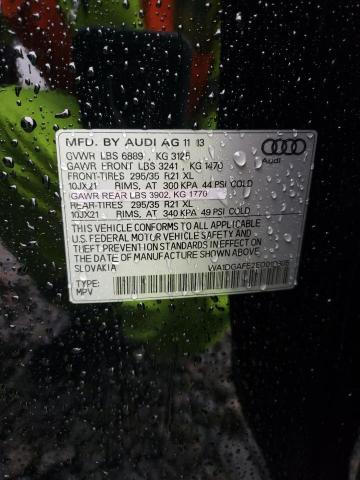 MFD. BY AUDI AG 11 13
GVWR LBS 6889 , KG 3125
GAWR FRONT LBS 3241 , KG 1470
FRONT-TIRES 295/35 R21 XL
10JX21 RIMS, AT 300 KPA 44 PSI COLD
GAWR REAR LBS 3902, KG 1770
REAR-TIRES 295/35 R21 XL
10JX21 RIMS, AT 340 KPA 49 PSI COLD
THIS VEHICLE CONFORMS TO ALL APPLICABLE
U.S. FEDERAL MOTOR VEHICLE SAFETY AND
THEFT PREVENTION STANDARDS IN EFFECT ON
THE DATE OF MANUFACTURE SHOWN ABOVE
SLOVAKIA
TYPE:
MPV
Audi